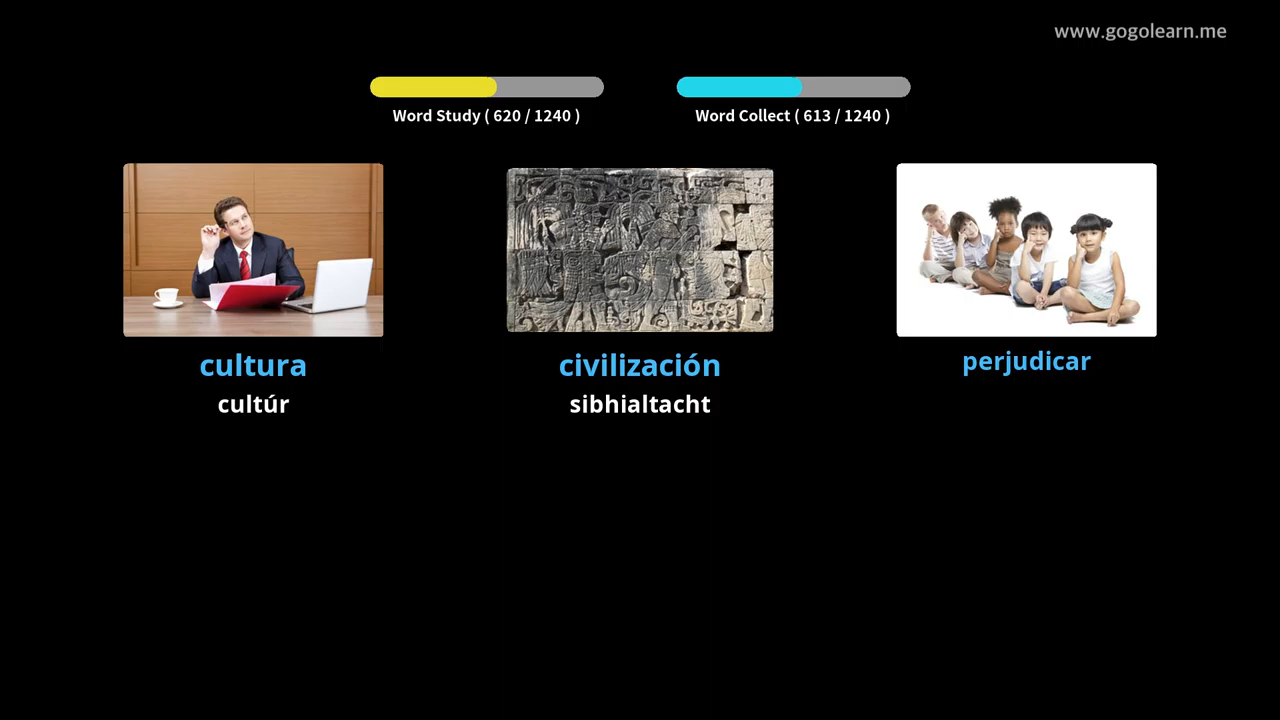 www.gogolearn.me
Word Study ( 620 / 1240 )
Word Collect ( 613 / 1240 )
cultura
cultúr
civilización
sibhialtacht
perjudicar